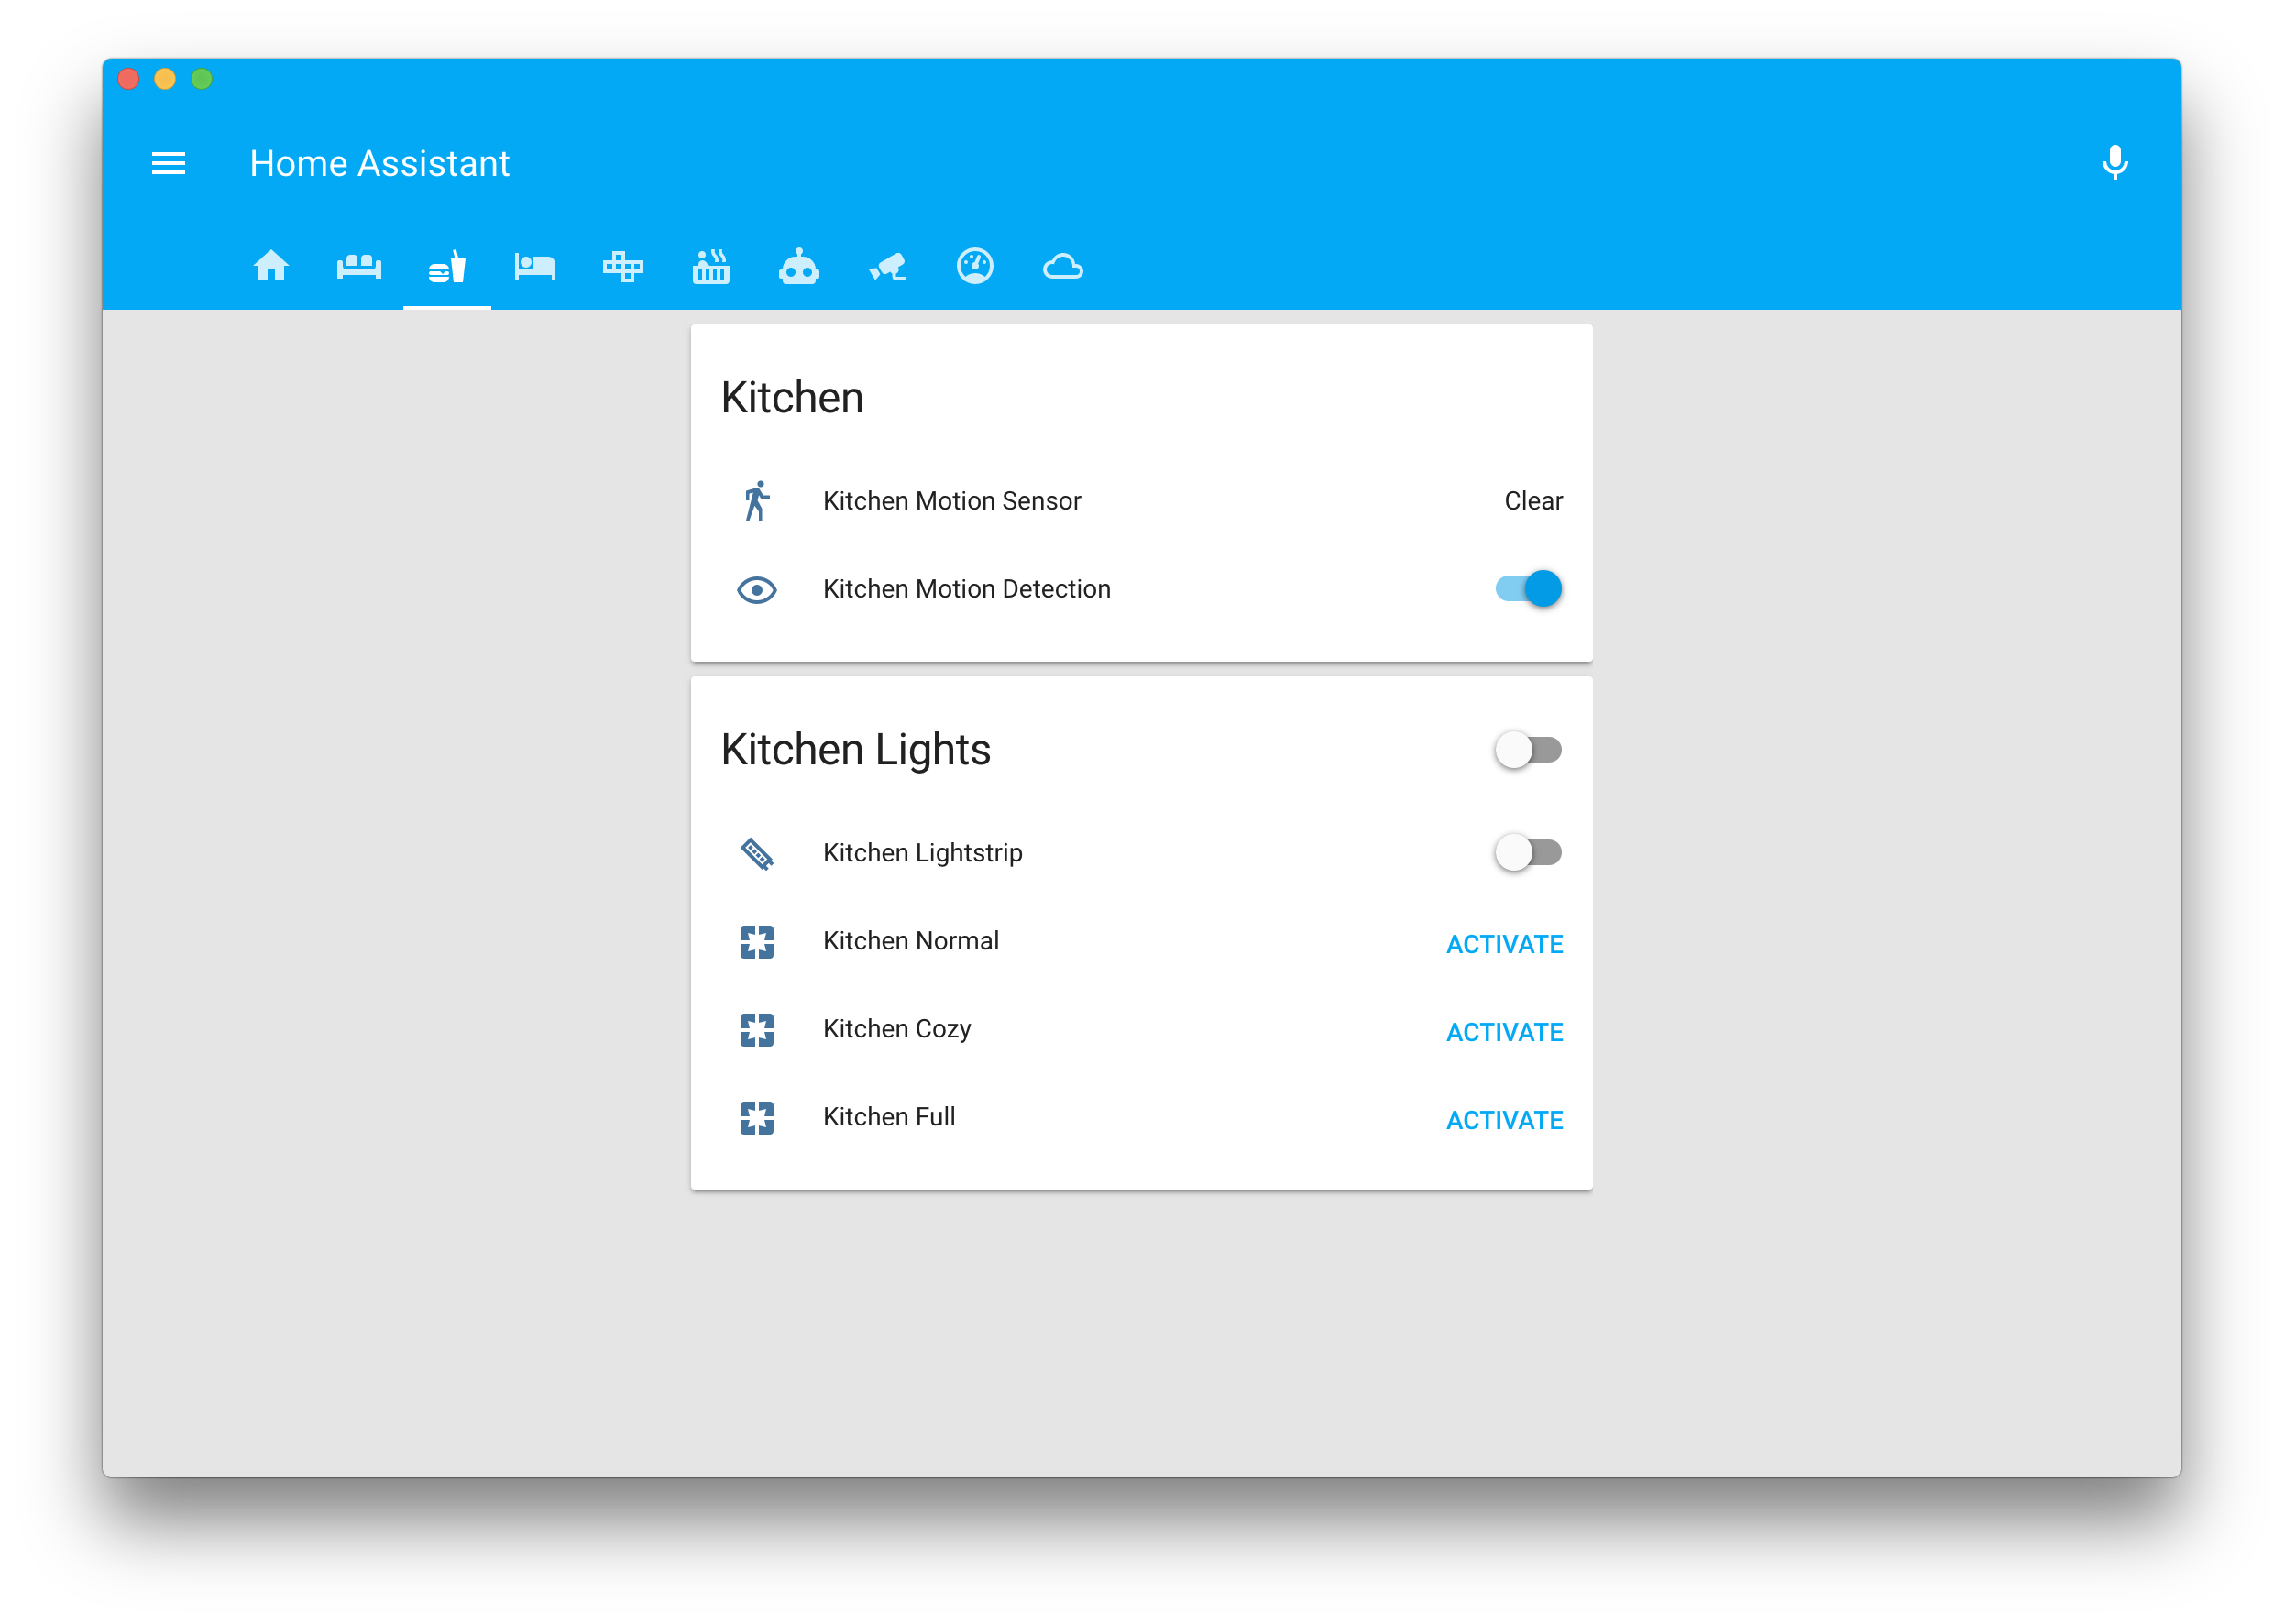 Home Assistant
Kitchen
Kitchen Motion Sensor Clear
Kitchen Motion Detection
Kitchen Lights
Kitchen Lightstrip
Kitchen Normal ACTIVATE
Kitchen Cozy ACTIVATE
Kitchen Full ACTIVATE